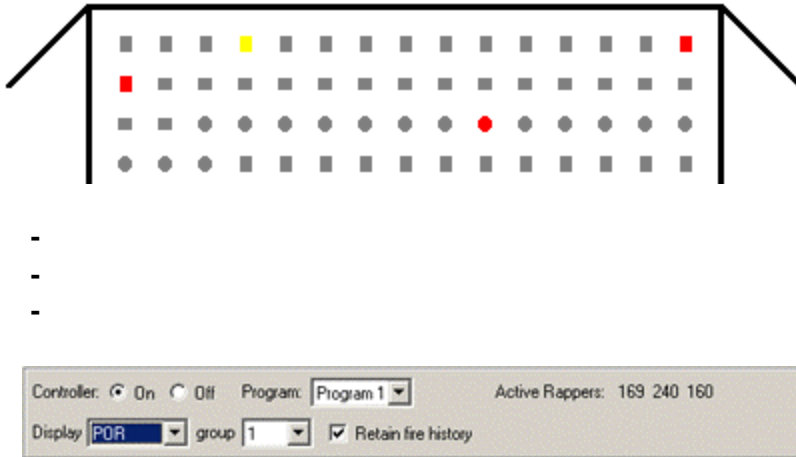 -
-
-
Controller: On Off Program: Program 1 Active Rappers: 169 240 160
Display POR group 1 Retain fire history